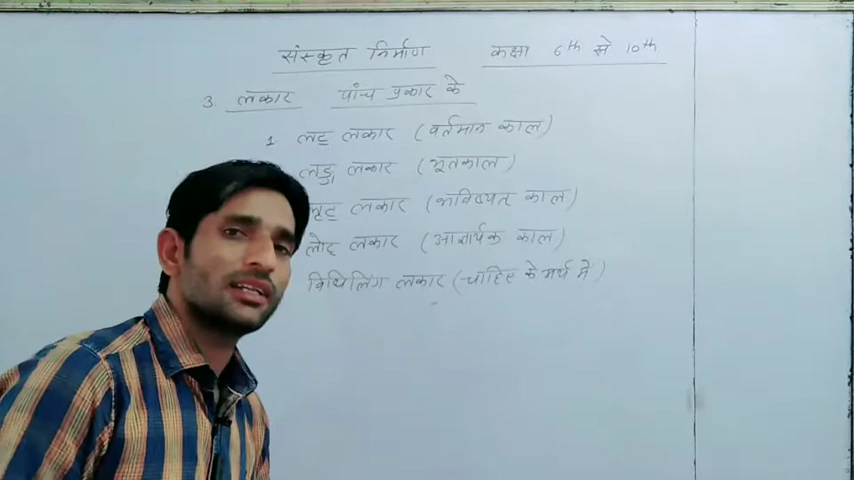 संस्कृत निर्माण कक्षा 6th से 10th
3. लकार पांच प्रकार के
1 लट् लकार (वर्तमान काल)
लङ् लकार (भूतकाल)
लृट् लकार (भविष्यत् काल)
लोट् लकार (आज्ञार्थक काल)
विधिलिंग लकार (चाहिए के अर्थ में)